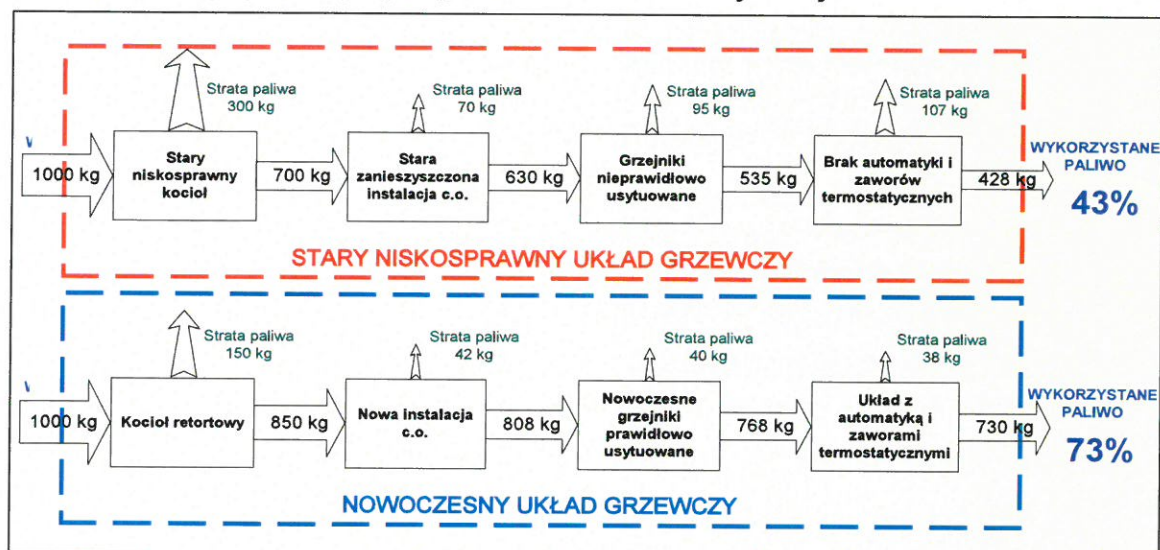 Strata paliwa
300 kg
Strata paliwa
70 kg
Strata paliwa
95 kg
Strata paliwa
107 kg
1000 kg
Stary
niskosprawny
kocioł
700 kg
Stara
zanieszyszczona
instalacja c.o.
630 kg
Grzejniki
nieprawidłowo
usytuowane
535 kg
Brak automatyki i
zaworów
termostatycznych
428 kg
WYKORZYSTANE
PALIWO
43%
STARY NISKOSPRAWNY UKŁAD GRZEWCZY
Strata paliwa
150 kg
Strata paliwa
42 kg
Strata paliwa
40 kg
Strata paliwa
38 kg
1000 kg
Kocioł retortowy
850 kg
Nowa instalacja
c.o.
808 kg
Nowoczesne
grzejniki
prawidłowo
usytuowane
768 kg
Układ z
automatyką i
zaworami
termostatycznymi
730 kg
WYKORZYSTANE
PALIWO
73%
NOWOCZESNY UKŁAD GRZEWCZY